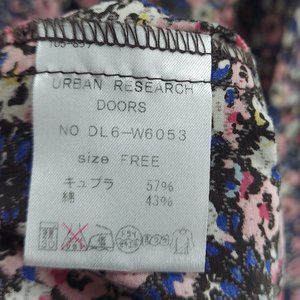 URBAN RESEARCH
DOORS
NO DL6-W6053
size FREE
キュプラ 57%
綿 43%